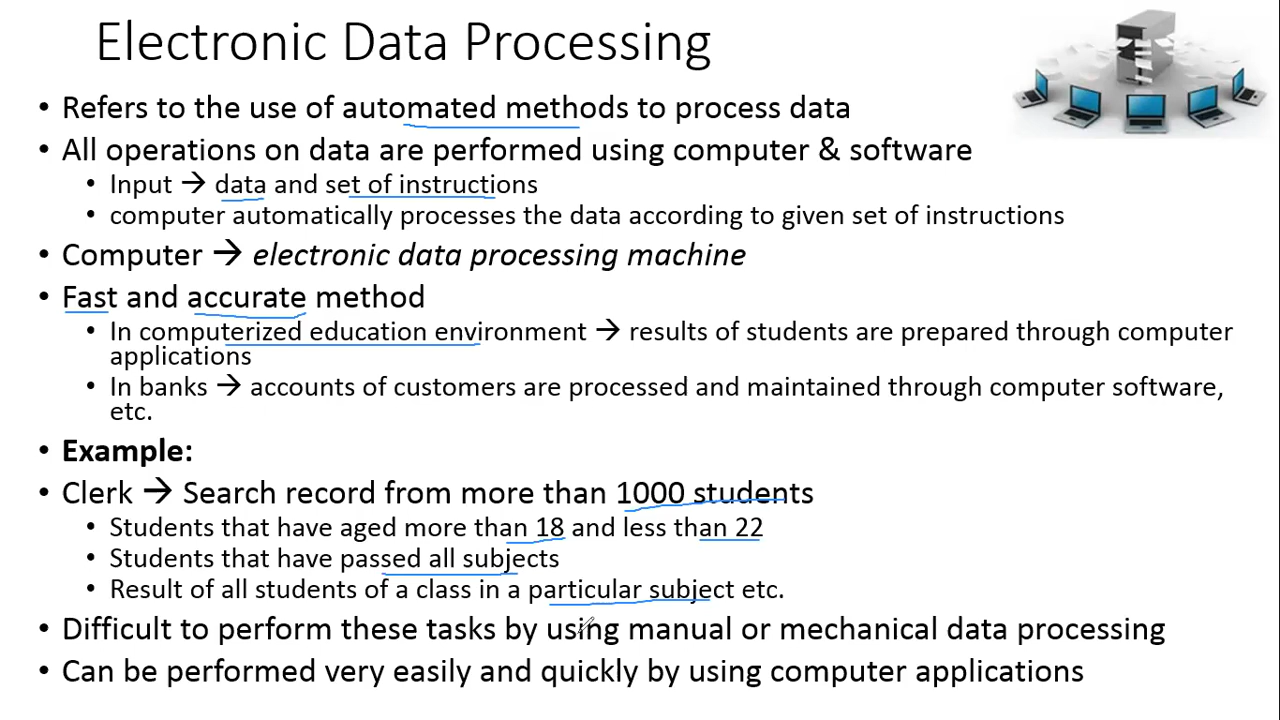 Electronic Data Processing
• Refers to the use of automated methods to process data
• All operations on data are performed using computer & software
• Input → data and set of instructions
• computer automatically processes the data according to given set of instructions
• Computer → electronic data processing machine
• Fast and accurate method
• In computerized education environment → results of students are prepared through computer
applications
• In banks → accounts of customers are processed and maintained through computer software,
etc.
• Example:
• Clerk → Search record from more than 1000 students
• Students that have aged more than 18 and less than 22
• Students that have passed all subjects
• Result of all students of a class in a particular subject etc.
• Difficult to perform these tasks by using manual or mechanical data processing
• Can be performed very easily and quickly by using computer applications